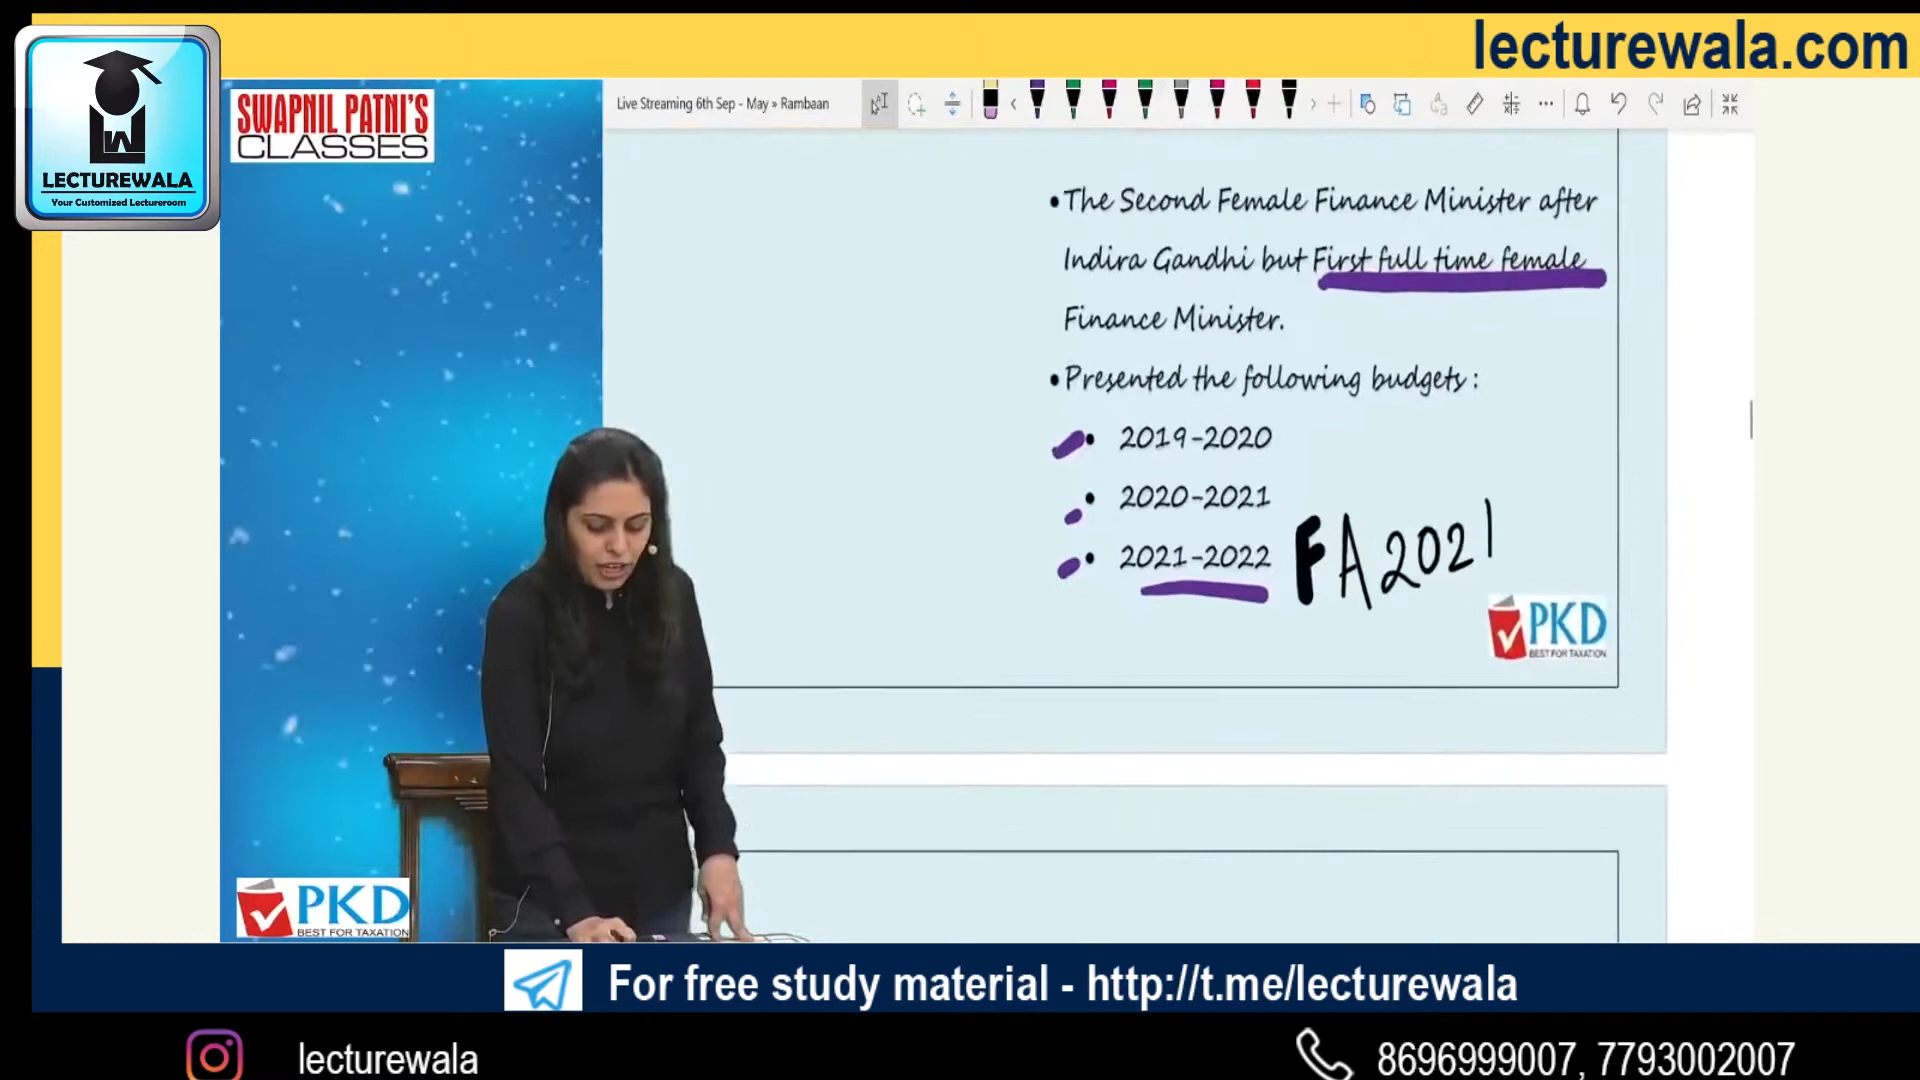 lecturewala.com
SWAPNIL PATNI'S
CLASSES
Live Streaming 6th Sep - May » Rambaan
LW
LECTUREWALA
Your Customized Lectureroom
• The Second Female Finance Minister after
Indira Gandhi but First full time female
Finance Minister.
• Presented the following budgets :
• 2019-2020
• 2020-2021
• 2021-2022 FA2021
PKD
BEST FOR TAXATION
PKD
BEST FOR TAXATION
For free study material - http://t.me/lecturewala
lecturewala
8696999007, 7793002007